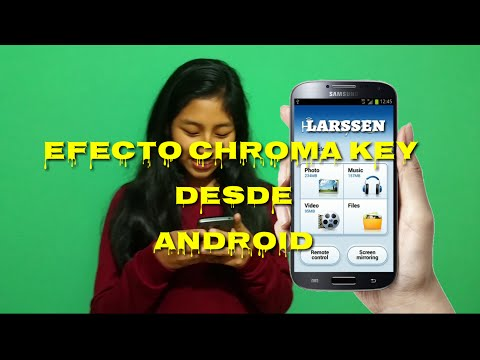 EFECTO CHROMA KEY
DESDE
ANDROID
SAMSUNG
12:45
LARSSEN
Photo
Music
Video
Files
Remote
control
Screen
mirroring